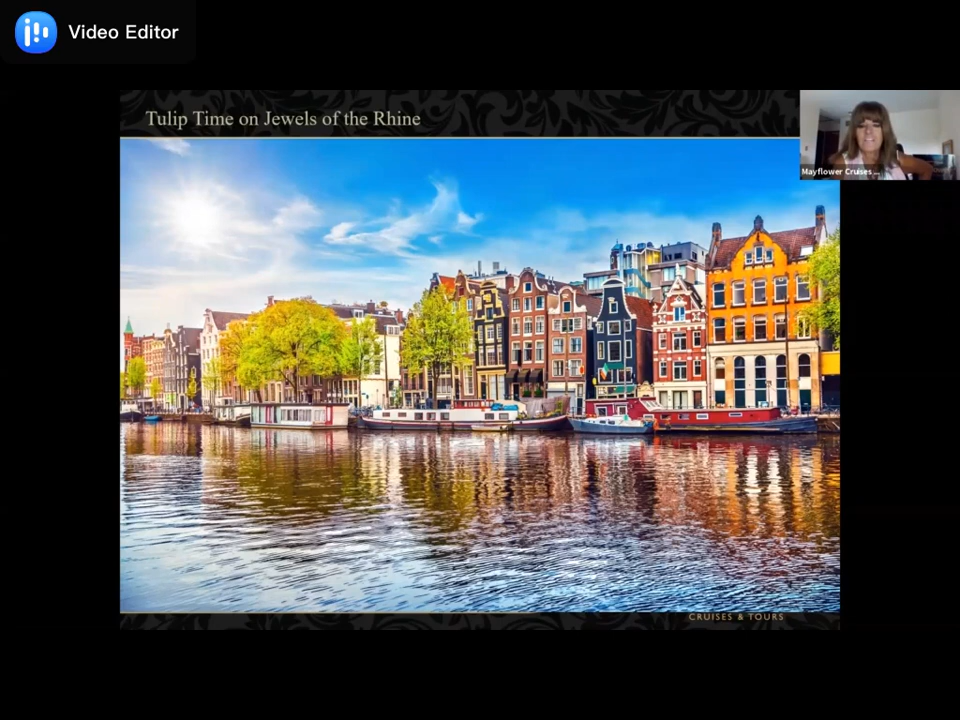 Video Editor
Tulip Time on Jewels of the Rhine
Mayflower Cruises ...
CRUISES & TOURS